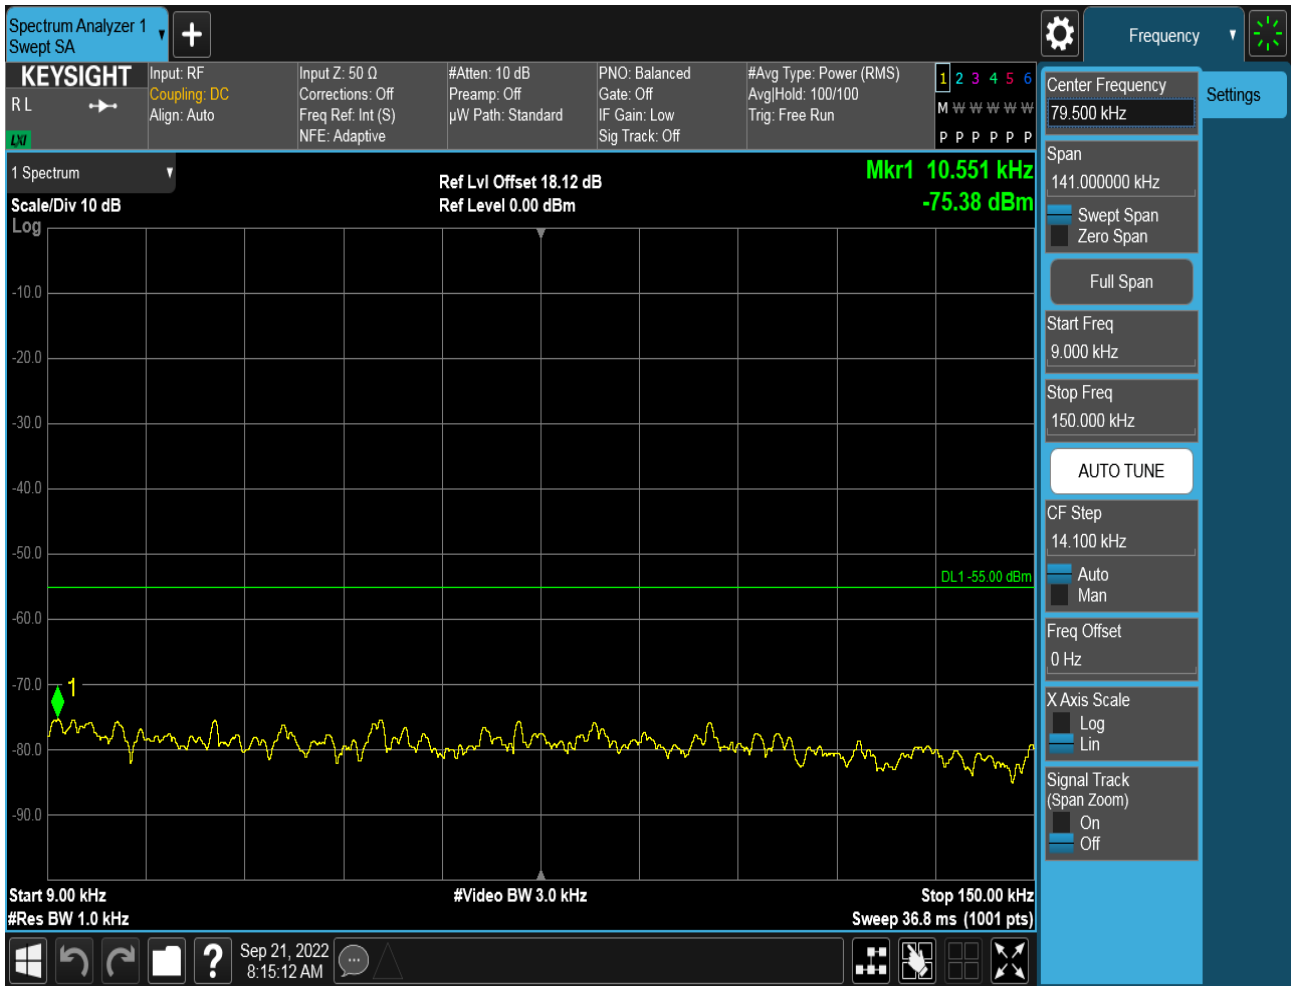 Spectrum Analyzer 1
Swept SA
Frequency
KEYSIGHT
R L
LXI
Input: RF
Coupling: DC
Align: Auto
Input Z: 50 Ω
Corrections: Off
Freq Ref: Int (S)
NFE: Adaptive
#Atten: 10 dB
Preamp: Off
µW Path: Standard
PNO: Balanced
Gate: Off
IF Gain: Low
Sig Track: Off
#Avg Type: Power (RMS)
Avg|Hold: 100/100
Trig: Free Run
1 2 3 4 5 6
M W W W W W
P P P P P P
1 Spectrum
Scale/Div 10 dB
Log
Ref Lvl Offset 18.12 dB
Ref Level 0.00 dBm
Mkr1 10.551 kHz
-75.38 dBm
-10.0
-20.0
-30.0
-40.0
-50.0
DL1 -55.00 dBm
-60.0
-70.0
1
-80.0
-90.0
Start 9.00 kHz
#Res BW 1.0 kHz
#Video BW 3.0 kHz
Stop 150.00 kHz
Sweep 36.8 ms (1001 pts)
Center Frequency
79.500 kHz
Settings
Span
141.000000 kHz
Swept Span
Zero Span
Full Span
Start Freq
9.000 kHz
Stop Freq
150.000 kHz
AUTO TUNE
CF Step
14.100 kHz
Auto
Man
Freq Offset
0 Hz
X Axis Scale
Log
Lin
Signal Track
(Span Zoom)
On
Off
?
Sep 21, 2022
8:15:12 AM